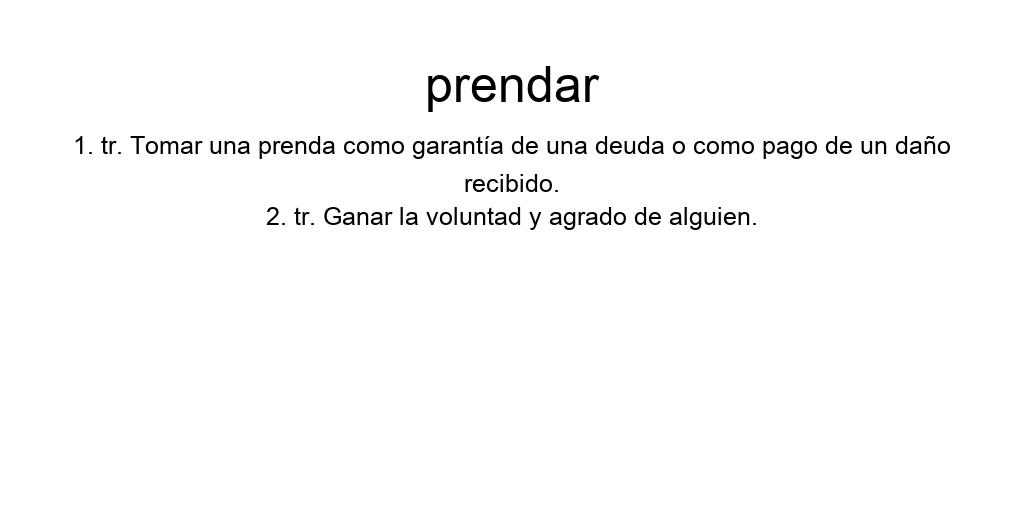 prendar
1. tr. Tomar una prenda como garantía de una deuda o como pago de un daño
recibido.
2. tr. Ganar la voluntad y agrado de alguien.